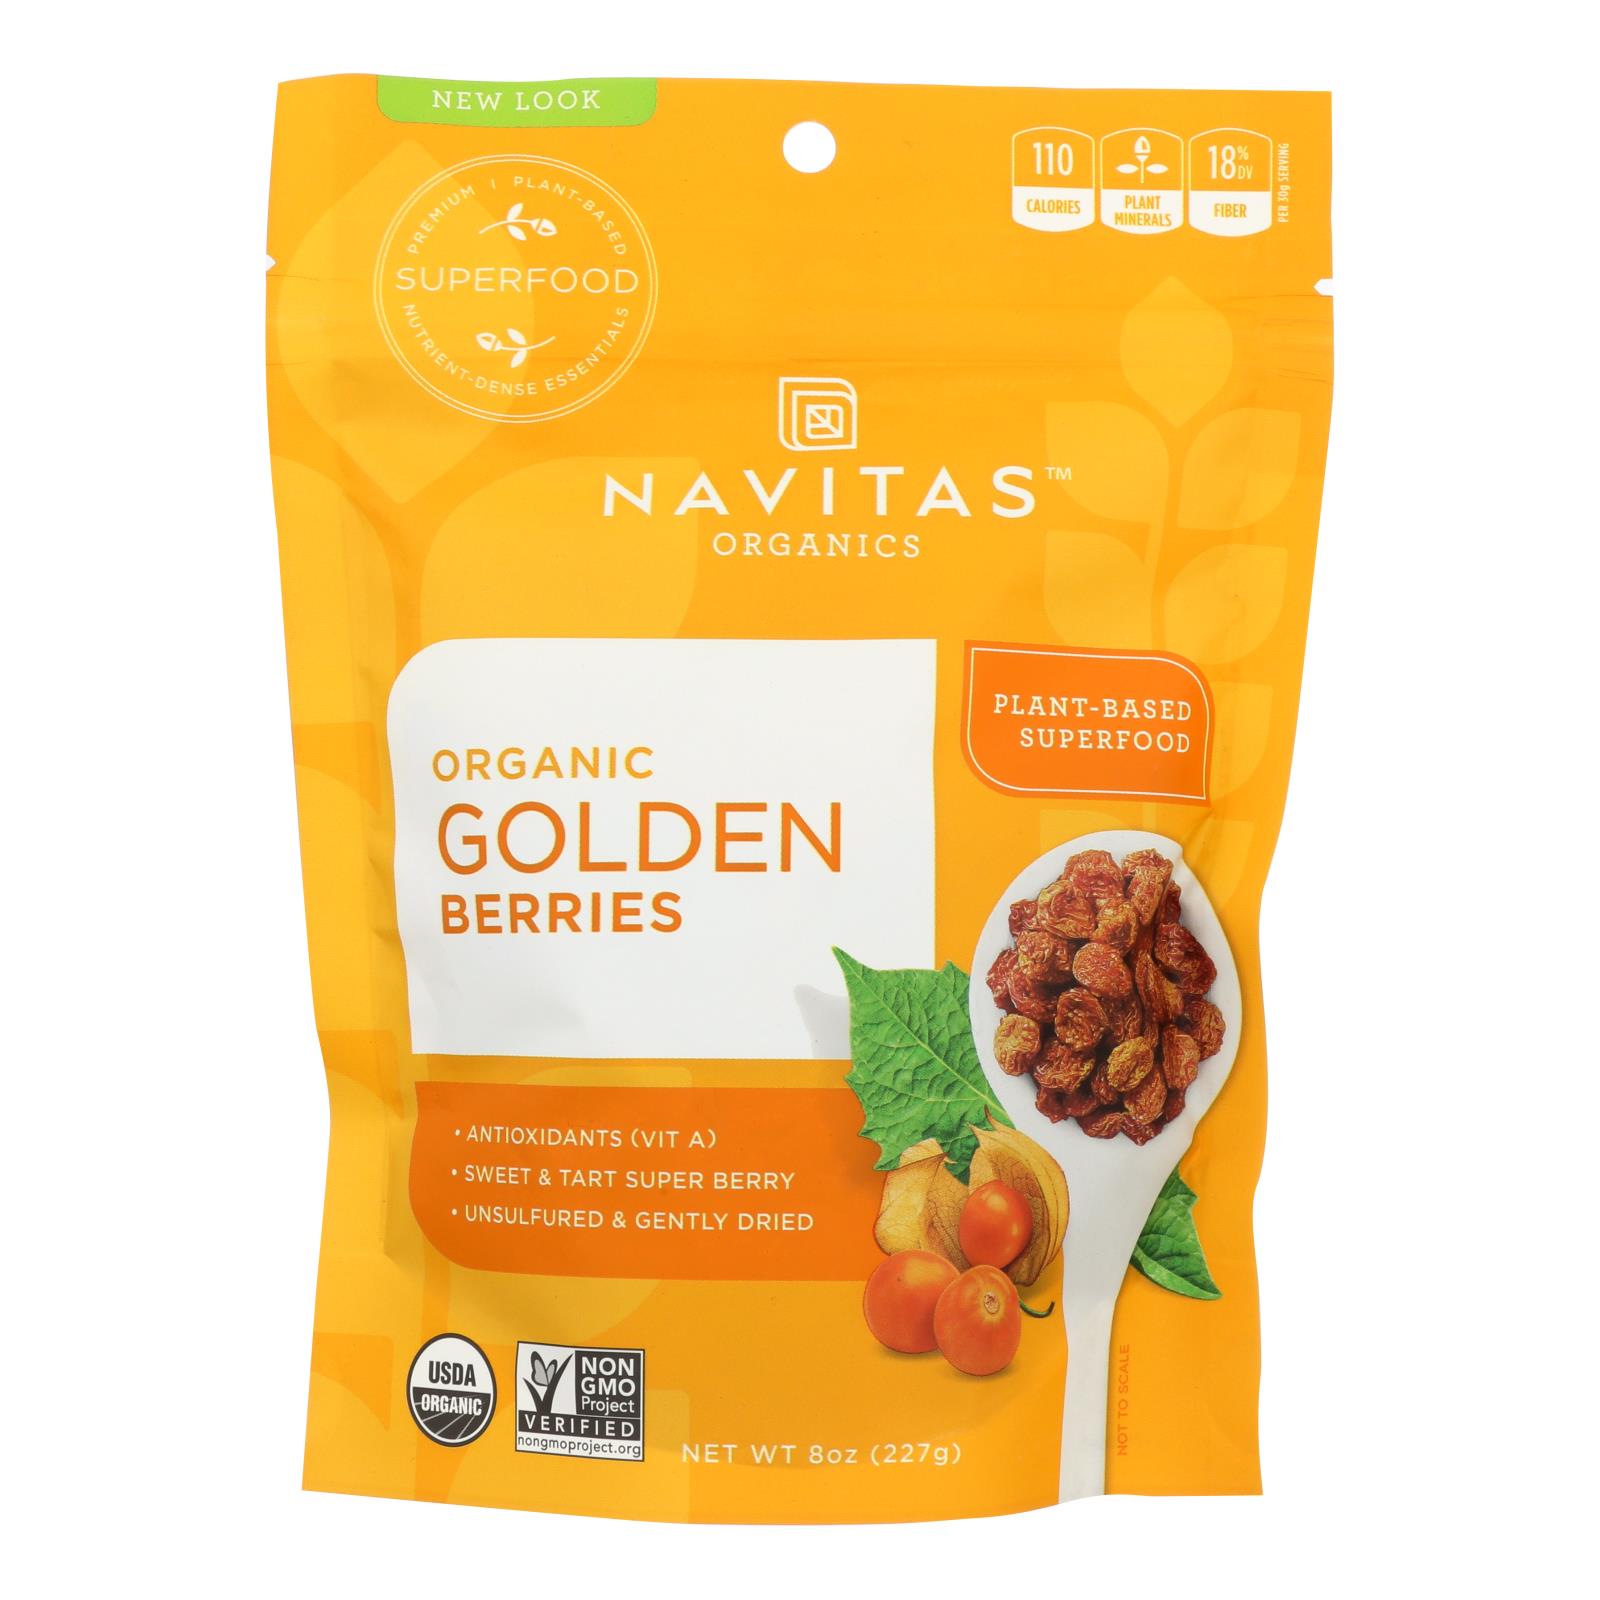 NEW LOOK
PREMIUM | PLANT-BASED
SUPERFOOD
NUTRIENT-DENSE ESSENTIALS
110
CALORIES
PLANT
MINERALS
18% DV
FIBER
PER 30g SERVING
NAVITAS™
ORGANICS
PLANT-BASED
SUPERFOOD
ORGANIC
GOLDEN
BERRIES
• ANTIOXIDANTS (VIT A)
• SWEET & TART SUPER BERRY
• UNSULFURED & GENTLY DRIED
USDA
ORGANIC
NON
GMO
Project
VERIFIED
nongmoproject.org
NET WT 8oz (227g)
NOT TO SCALE